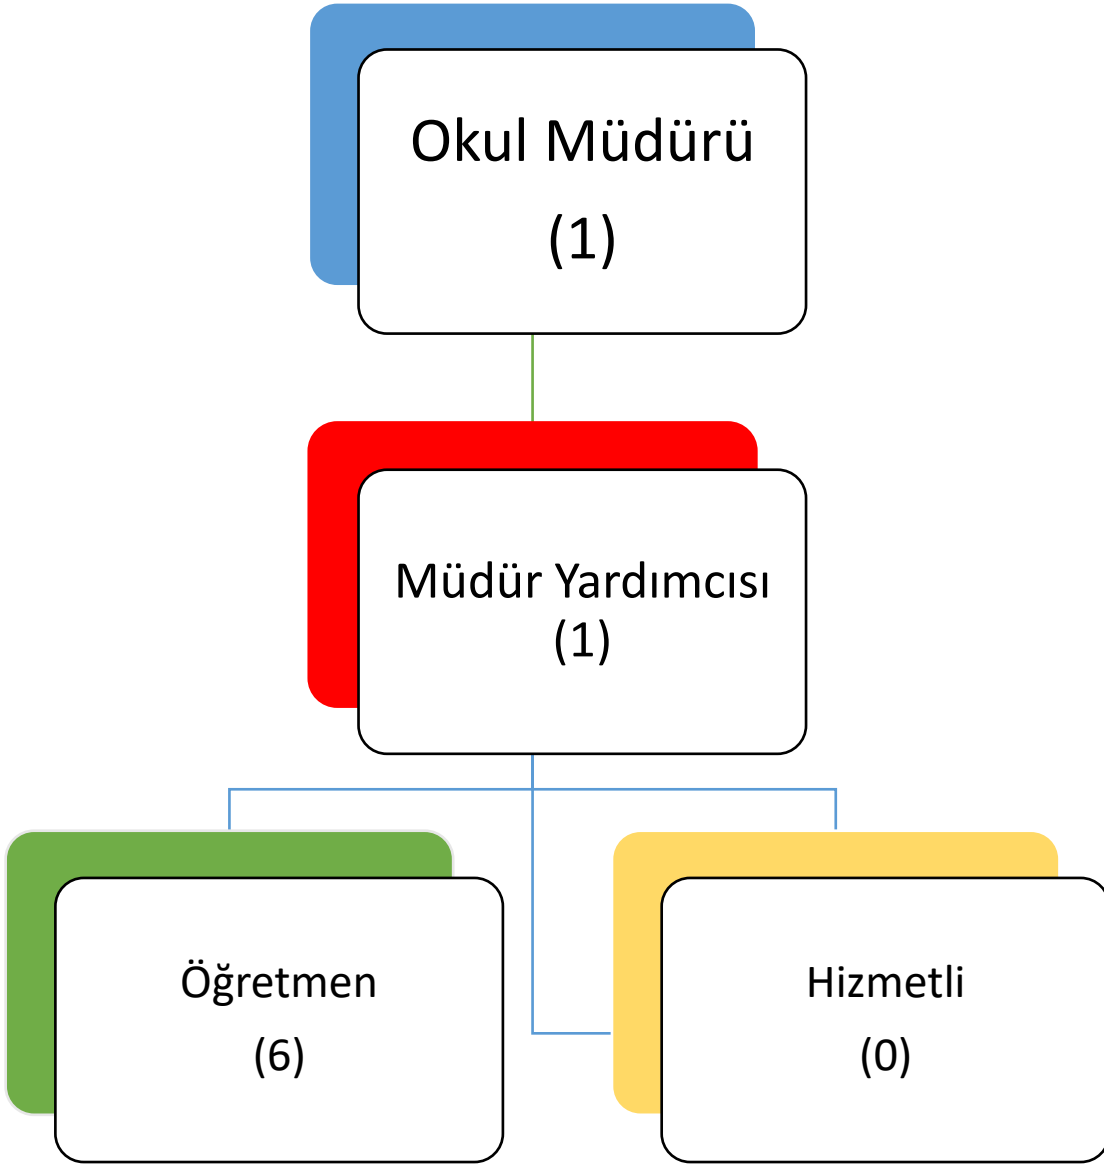 Okul Müdürü
(1)
Müdür Yardımcısı
(1)
Öğretmen
(6)
Hizmetli
(0)